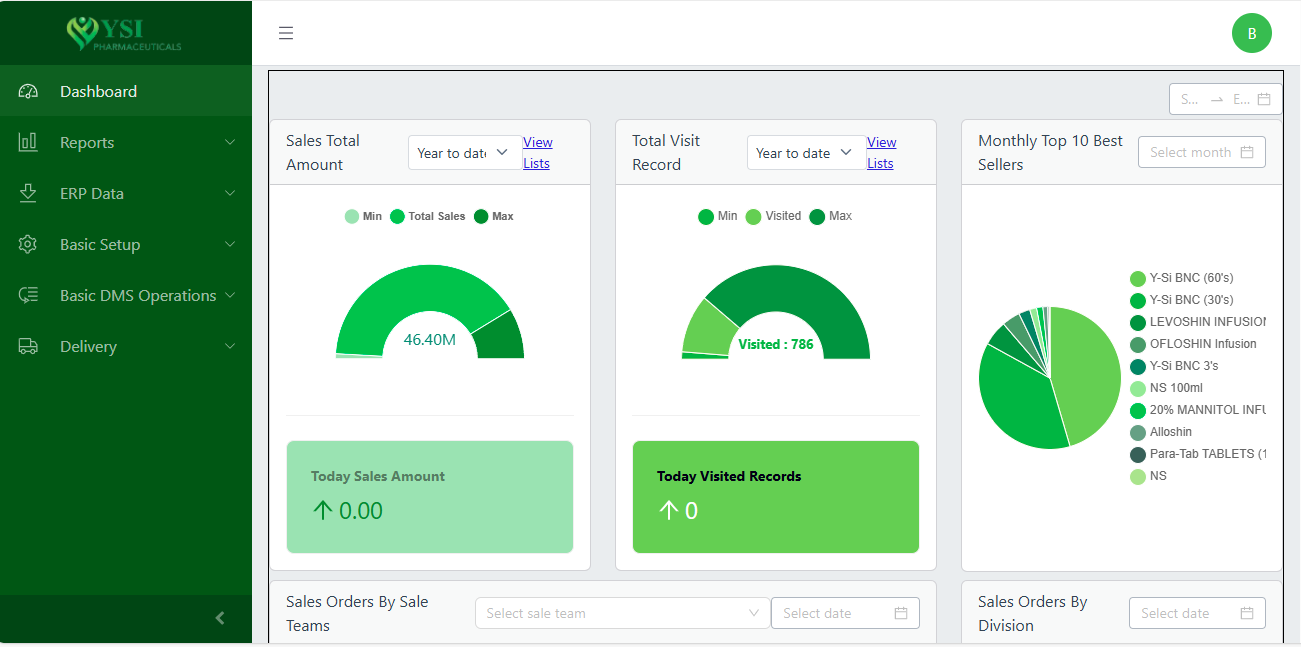 YSI
PHARMACEUTICALS
B
Dashboard
Reports
ERP Data
Basic Setup
Basic DMS Operations
Delivery
S...
E...
Sales Total
Amount
Year to date
View
Lists
Min
Total Sales
Max
46.40M
Today Sales Amount
0.00
Total Visit
Record
Year to date
View
Lists
Min
Visited
Max
Visited : 786
Today Visited Records
0
Monthly Top 10 Best
Sellers
Select month
Y-Si BNC (60's)
Y-Si BNC (30's)
LEVOSHIN INFUSION
OFLOSHIN Infusion
Y-Si BNC 3's
NS 100ml
20% MANNITOL INFU
Alloshin
Para-Tab TABLETS (1
NS
Sales Orders By Sale
Teams
Select sale team
Select date
Sales Orders By
Division
Select date